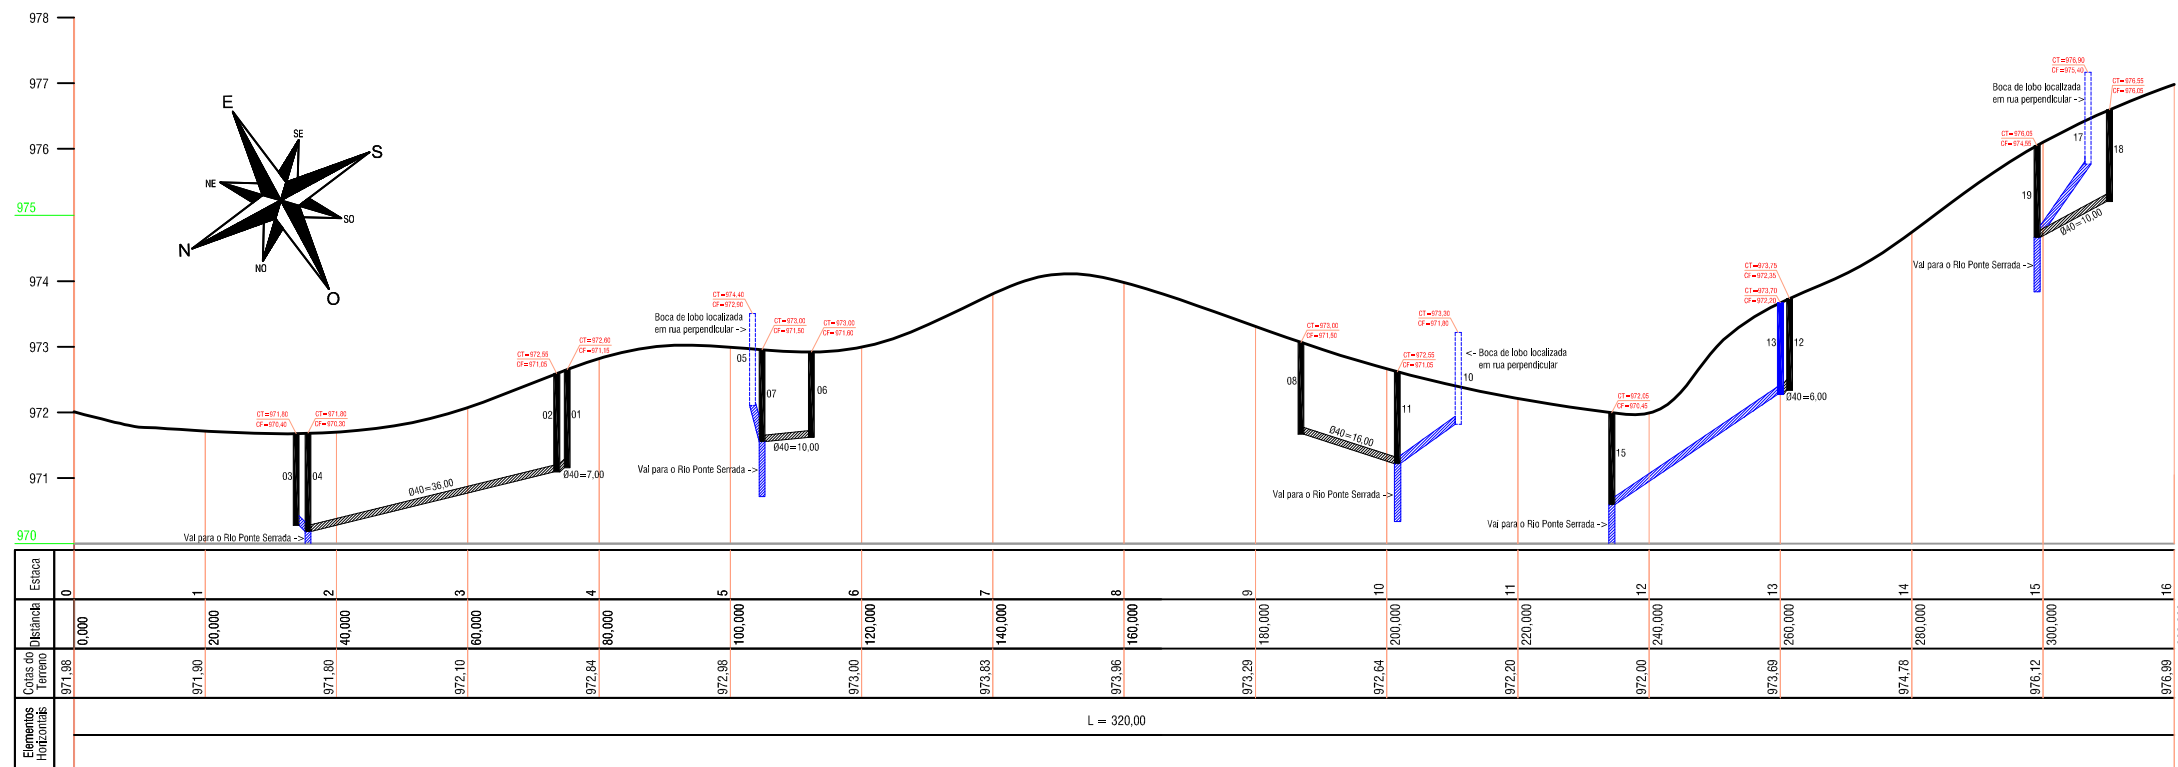 978
977
976
975
974
973
972
971
970
E
SE
S
NE
SO
N
NO
O
CT=971,80
CF=970,40
CT=971,80
CF=970,30
03
04
Val para o Rio Ponte Serrada ->
Ø40=36,00
CT=972,55
CF=971,05
CT=972,60
CF=971,15
02
01
Ø40=7,00
CT=974,40
CF=972,90
Boca de lobo localizada
em rua perpendicular ->
CT=973,00
CF=971,50
CT=973,00
CF=971,60
05
07
06
Ø40=10,00
Val para o Rio Ponte Serrada ->
CT=973,00
CF=971,50
08
Ø40=16,00
CT=972,55
CF=971,05
11
CT=973,30
CF=971,80
<- Boca de lobo localizada
em rua perpendicular
10
Val para o Rio Ponte Serrada ->
CT=972,05
CF=970,45
15
Val para o Rio Ponte Serrada ->
CT=973,75
CF=972,35
CT=973,70
CF=972,20
13
12
Ø40=6,00
CT=976,90
CF=975,40
Boca de lobo localizada
em rua perpendicular ->
CT=976,55
CF=976,05
CT=976,05
CF=974,55
17
18
19
Ø40=10,00
Val para o Rio Ponte Serrada ->
Estaca
0 1 2 3 4 5 6 7 8 9 10 11 12 13 14 15 16
Distância
0,000 20,000 40,000 60,000 80,000 100,000 120,000 140,000 160,000 180,000 200,000 220,000 240,000 260,000 280,000 300,000
Cotas do
Terreno
971,98 971,90 971,80 972,10 972,84 972,98 973,00 973,83 973,96 973,29 972,64 972,20 972,00 973,69 974,78 976,12 976,99
Elementos
Horizontais
L = 320,00